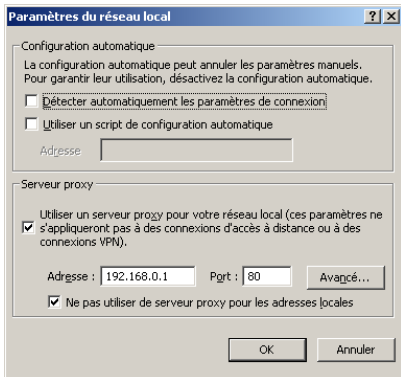 Paramètres du réseau local
Configuration automatique
La configuration automatique peut annuler les paramètres manuels.
Pour garantir leur utilisation, désactivez la configuration automatique.
Détecter automatiquement les paramètres de connexion
Utiliser un script de configuration automatique
Adresse
Serveur proxy
Utiliser un serveur proxy pour votre réseau local (ces paramètres ne
s'appliqueront pas à des connexions d'accès à distance ou à des
connexions VPN).
Adresse : 192.168.0.1 Port : 80 Avancé...
Ne pas utiliser de serveur proxy pour les adresses locales
OK Annuler